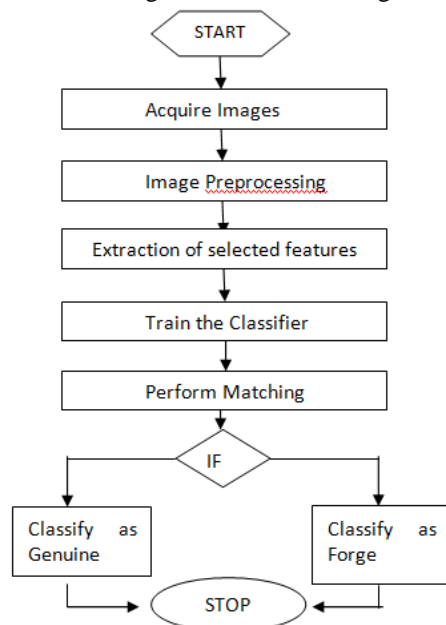 START
Acquire Images
Image Preprocessing
Extraction of selected features
Train the Classifier
Perform Matching
IF
Classify as
Genuine
Classify as
Forge
STOP